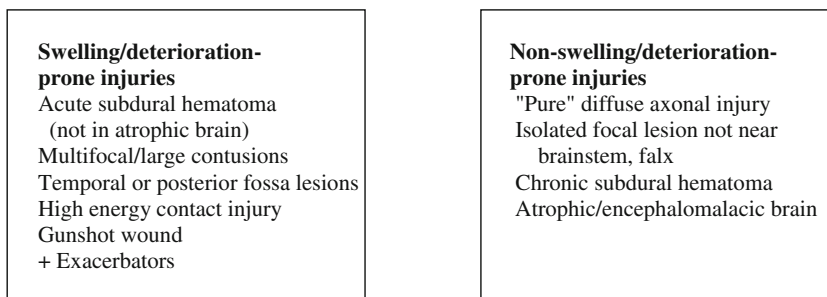 Swelling/deterioration-
prone injuries
Acute subdural hematoma
(not in atrophic brain)
Multifocal/large contusions
Temporal or posterior fossa lesions
High energy contact injury
Gunshot wound
+ Exacerbators
Non-swelling/deterioration-
prone injuries
"Pure" diffuse axonal injury
Isolated focal lesion not near
brainstem, falx
Chronic subdural hematoma
Atrophic/encephalomalacic brain